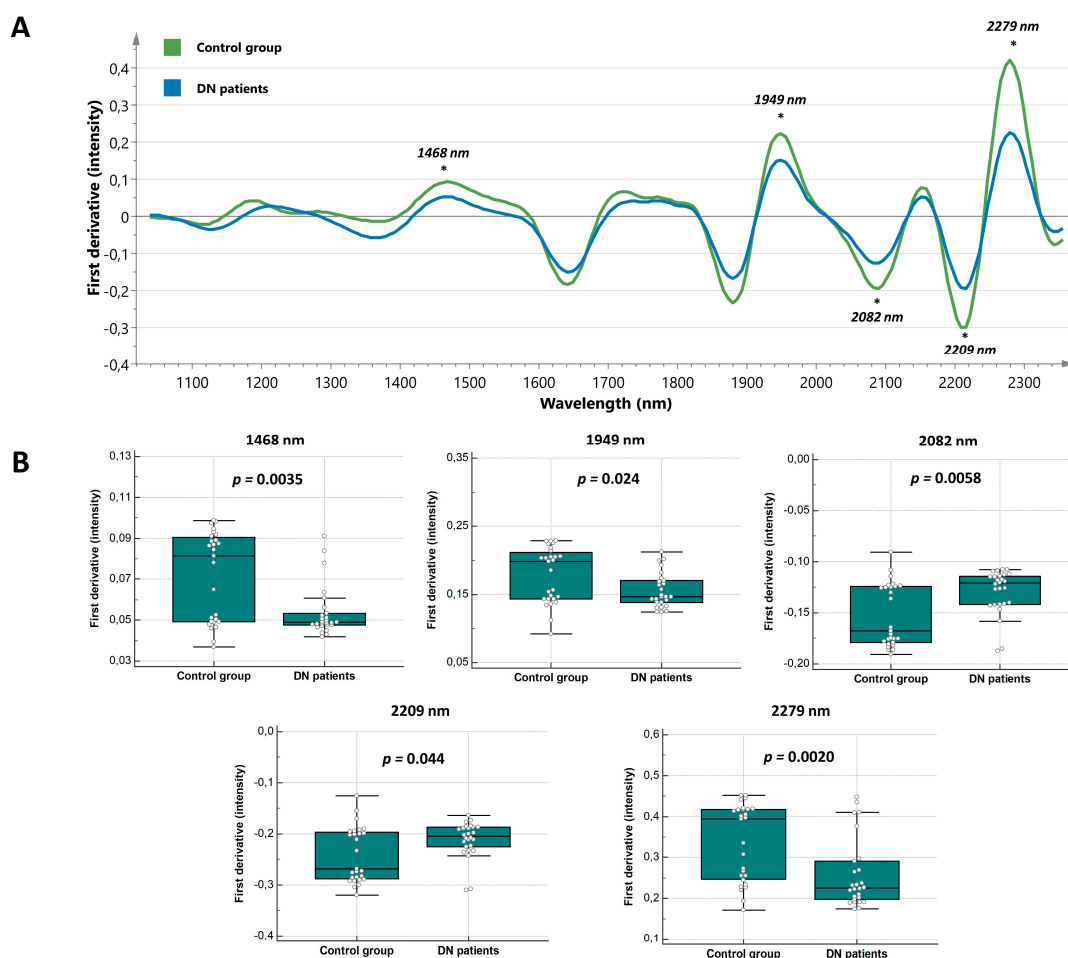 A
2279 nm
*
Control group
DN patients
1949 nm
*
1468 nm
*
0,4
0,3
0,2
0,1
0
-0,1
-0,2
-0,3
-0,4
First derivative (intensity)
*
2082 nm
*
2209 nm
1100 1200 1300 1400 1500 1600 1700 1800 1900 2000 2100 2200 2300
Wavelength (nm)
B
1468 nm
p = 0.0035
0,13
0,11
0,09
0,07
0,05
0,03
First derivative (intensity)
Control group DN patients
1949 nm
p = 0.024
0,35
0,25
0,15
0,05
First derivative (intensity)
Control group DN patients
2082 nm
p = 0.0058
0,00
-0,05
-0,10
-0,15
-0,20
First derivative (intensity)
Control group DN patients
2209 nm
p = 0.044
0,0
-0,1
-0,2
-0,3
-0,4
First derivative (intensity)
Control group DN patients
2279 nm
p = 0.0020
0,6
0,5
0,4
0,3
0,2
0,1
First derivative (intensity)
Control group DN patients